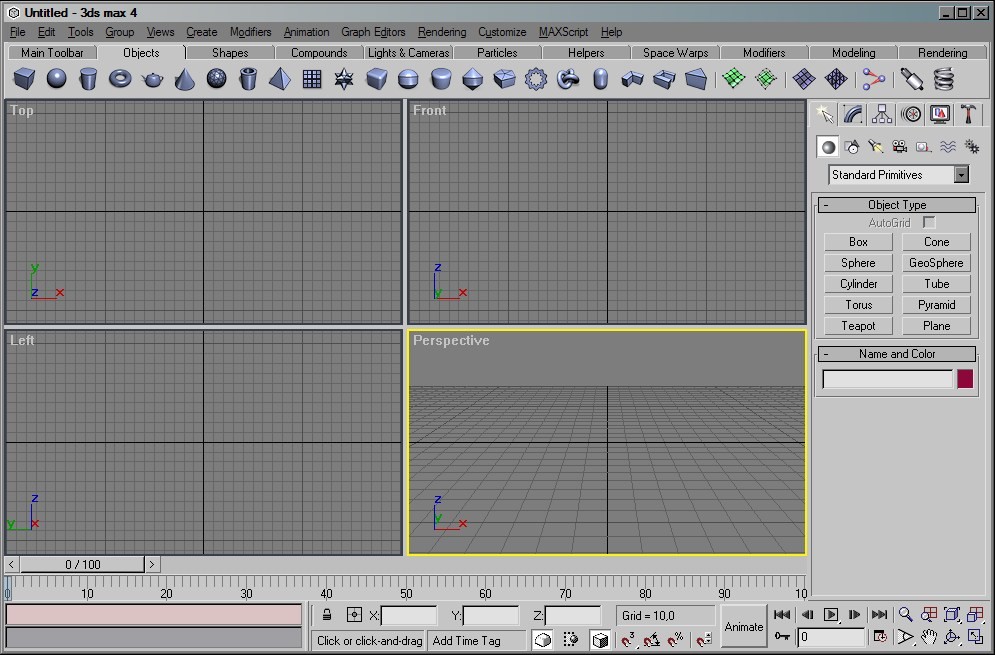 Untitled - 3ds max 4
File Edit Tools Group Views Create Modifiers Animation Graph Editors Rendering Customize MAXScript Help
Main Toolbar Objects Shapes Compounds Lights & Cameras Particles Helpers Space Warps Modifiers Modeling Rendering
Top
y
z x
Front
z
y x
Left
z
y x
Perspective
z
y x
Standard Primitives
- Object Type
AutoGrid
Box Cone
Sphere GeoSphere
Cylinder Tube
Torus Pyramid
Teapot Plane
- Name and Color
< 0 / 100 >
0 10 20 30 40 50 60 70 80 90 10
X: Y: Z: Grid = 10,0
Animate
Click or click-and-drag Add Time Tag
3 %
0